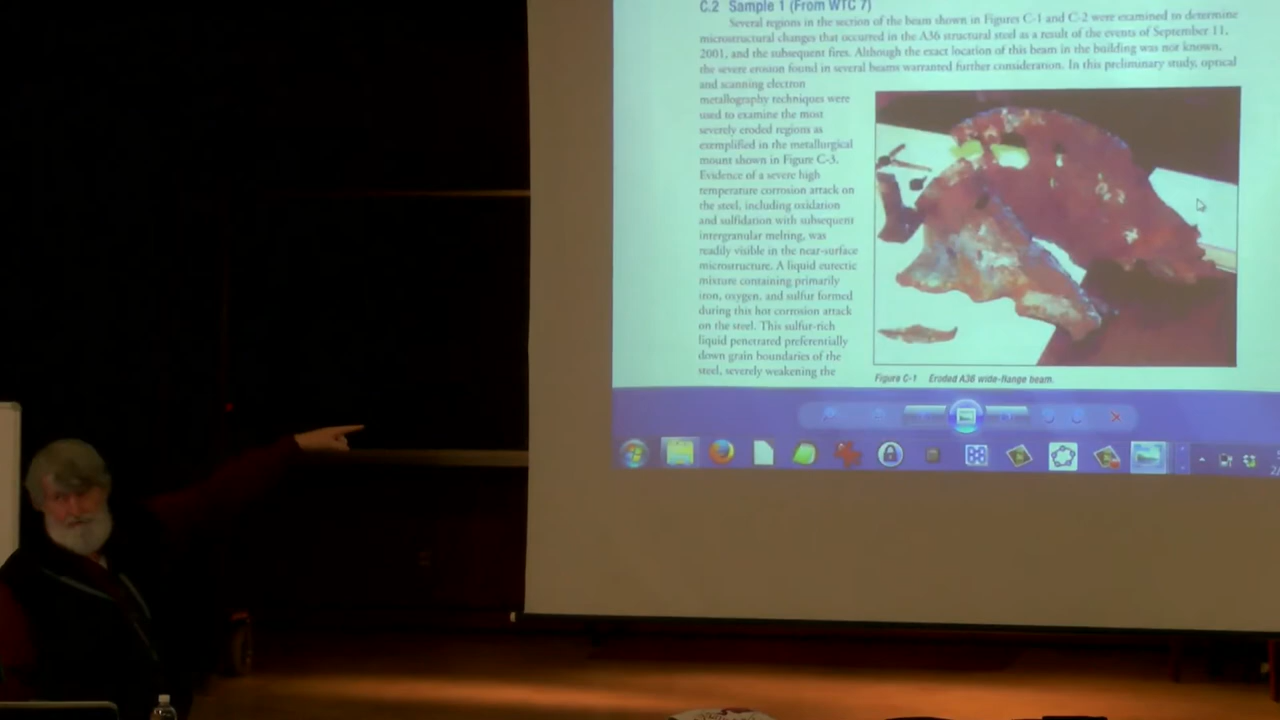 C.2 Sample 1 (From WTC 7)
Several regions in the section of the beam shown in Figures C-1 and C-2 were examined to determine
microstructural changes that occurred in the A36 structural steel as a result of the events of September 11,
2001, and the subsequent fires. Although the exact location of this beam in the building was not known,
the severe erosion found in several beams warranted further consideration. In this preliminary study, optical
and scanning electron
metallography techniques were
used to examine the most
severely eroded regions as
exemplified in the metallurgical
mount shown in Figure C-3.
Evidence of a severe high
temperature corrosion attack on
the steel, including oxidation
and sulfidation with subsequent
intergranular melting, was
readily visible in the near-surface
microstructure. A liquid eutectic
mixture containing primarily
iron, oxygen, and sulfur formed
during this hot corrosion attack
on the steel. This sulfur-rich
liquid penetrated preferentially
down grain boundaries of the
steel, severely weakening the
Figure C-1 Eroded A36 wide-flange beam.